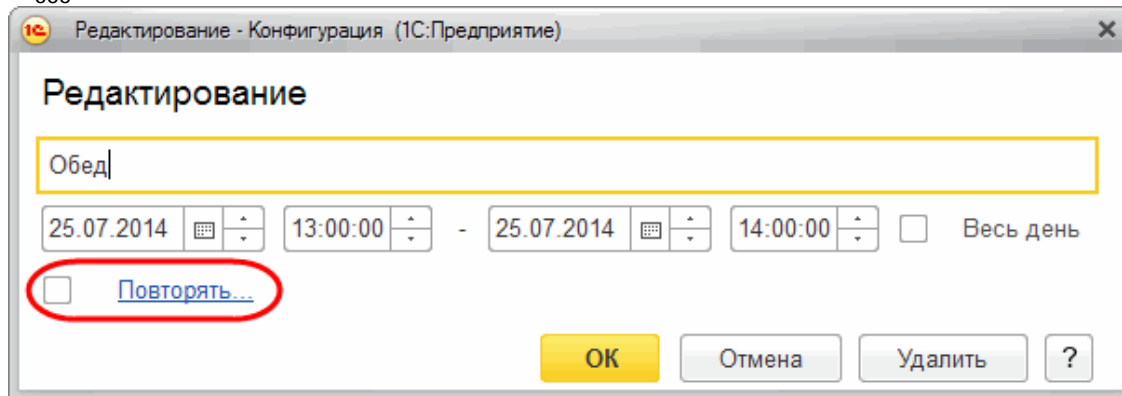 1С Редактирование - Конфигурация (1С:Предприятие)
Редактирование
Обед
25.07.2014 13:00:00 - 25.07.2014 14:00:00 Весь день
Повторять...
ОК Отмена Удалить ?